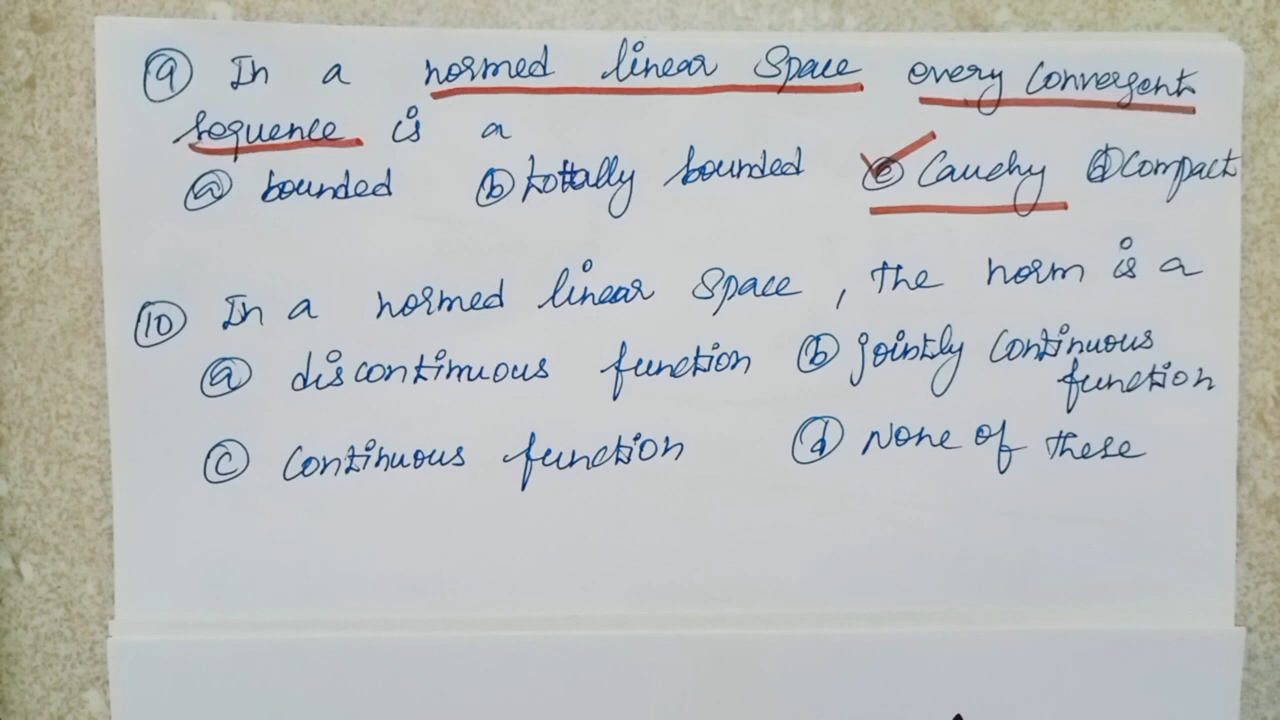 9 In a normed linear space every convergent
sequence is a
a bounded b totally bounded c Cauchy d compact
10 In a normed linear space, the norm is a
a discontinuous function b jointly continuous
function
c continuous function d None of these